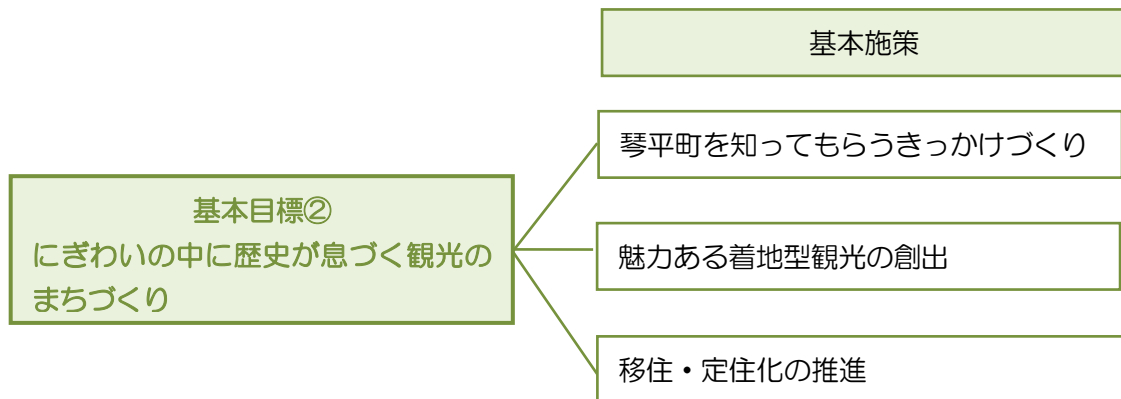 基本施策
琴平町を知ってもらうきっかけづくり
基本目標②
にぎわいの中に歴史が息づく観光の
まちづくり
魅力ある着地型観光の創出
移住・定住化の推進